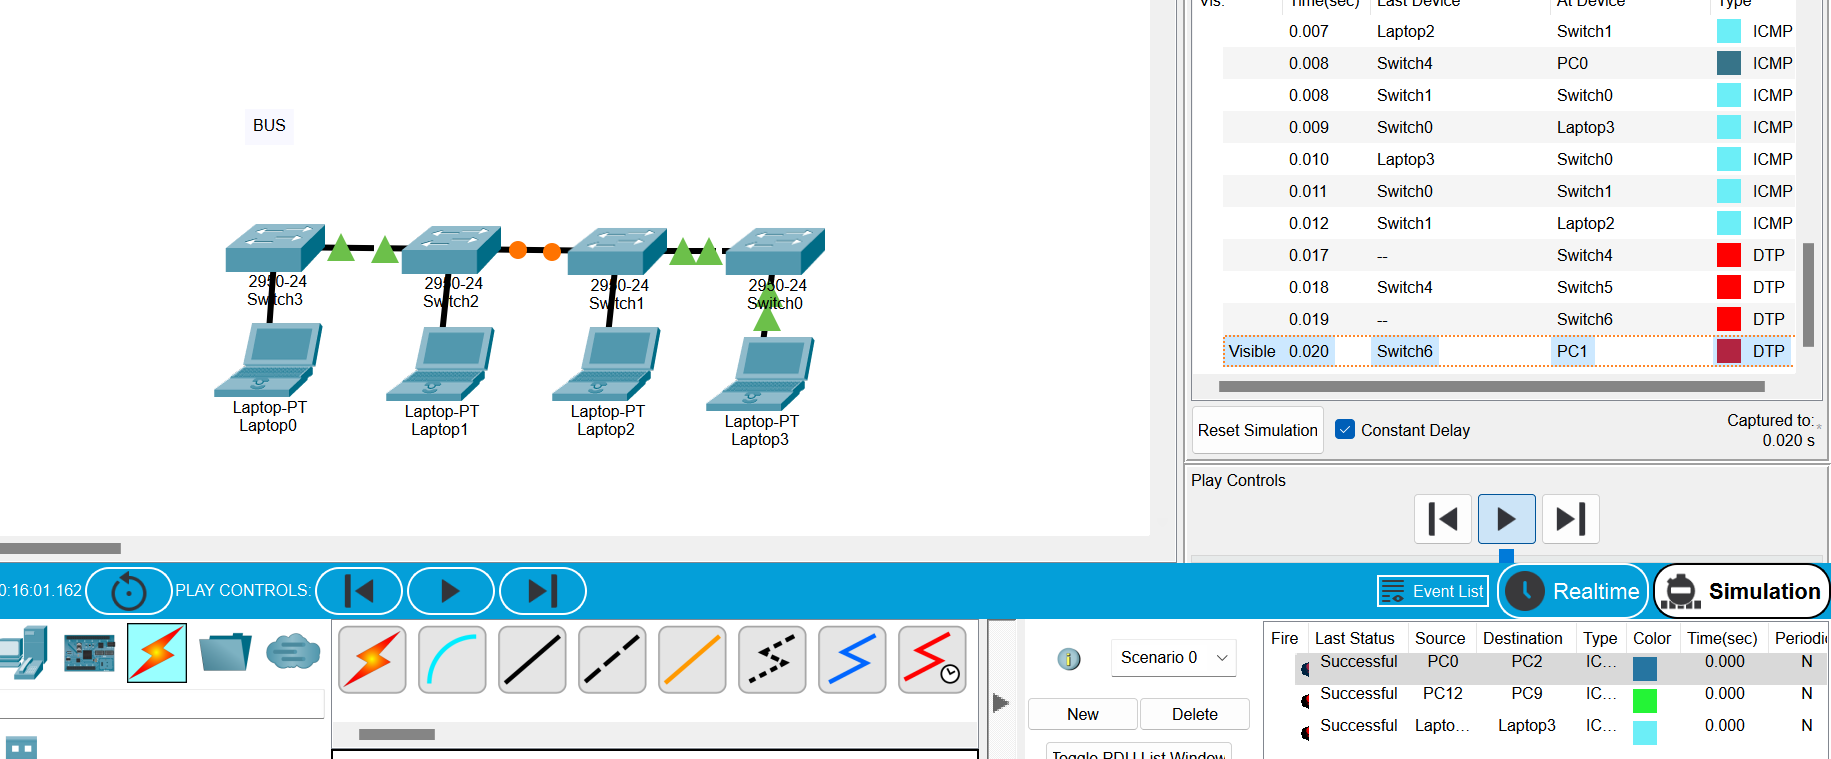 BUS
2950-24
Switch3
2950-24
Switch2
2950-24
Switch1
2950-24
Switch0
Laptop-PT
Laptop0
Laptop-PT
Laptop1
Laptop-PT
Laptop2
Laptop-PT
Laptop3
Vis. Time(sec) Last Device At Device Type
0.007 Laptop2 Switch1 ICMP
0.008 Switch4 PC0 ICMP
0.008 Switch1 Switch0 ICMP
0.009 Switch0 Laptop3 ICMP
0.010 Laptop3 Switch0 ICMP
0.011 Switch0 Switch1 ICMP
0.012 Switch1 Laptop2 ICMP
0.017 -- Switch4 DTP
0.018 Switch4 Switch5 DTP
0.019 -- Switch6 DTP
Visible 0.020 Switch6 PC1 DTP
Reset Simulation Constant Delay
Captured to: *
0.020 s
Play Controls
0:16:01.162 PLAY CONTROLS: Event List Realtime Simulation
Scenario 0
New Delete
Toggle PDU List Window
Fire Last Status Source Destination Type Color Time(sec) Periodic
Successful PC0 PC2 IC... 0.000 N
Successful PC12 PC9 IC... 0.000 N
Successful Lapto... Laptop3 IC... 0.000 N